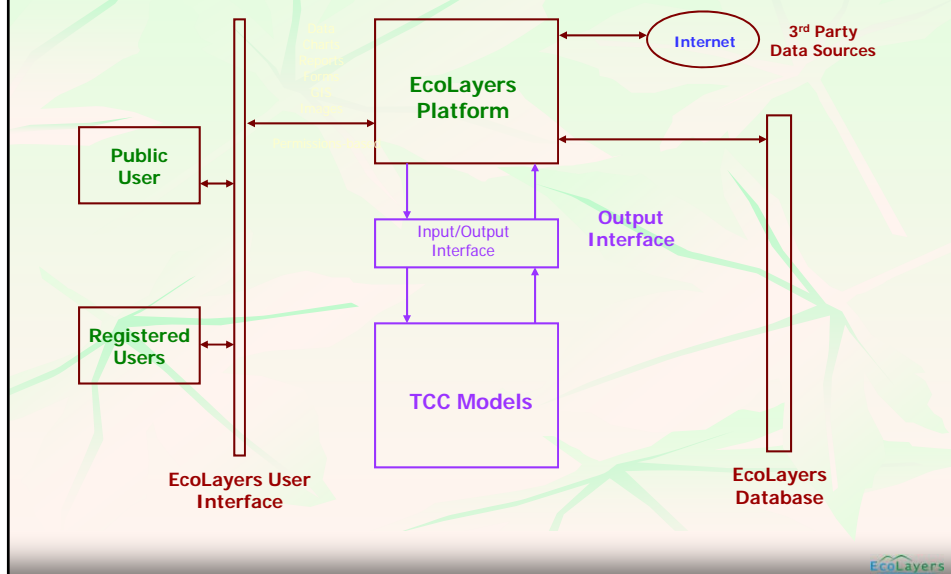 Internet
3rd Party
Data Sources
EcoLayers
Platform
Public
User
Input/Output
Interface
Output
Interface
Registered
Users
TCC Models
EcoLayers User
Interface
EcoLayers
Database
EcoLayers